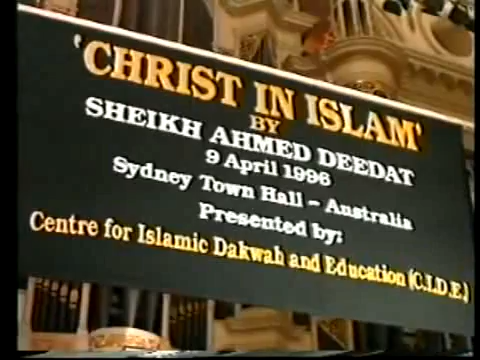 'CHRIST IN ISLAM'
BY
SHEIKH AHMED DEEDAT
9 April 1996
Sydney Town Hall - Australia
Presented by:
Centre for Islamic Dakwah and Education (C.I.D.E.)